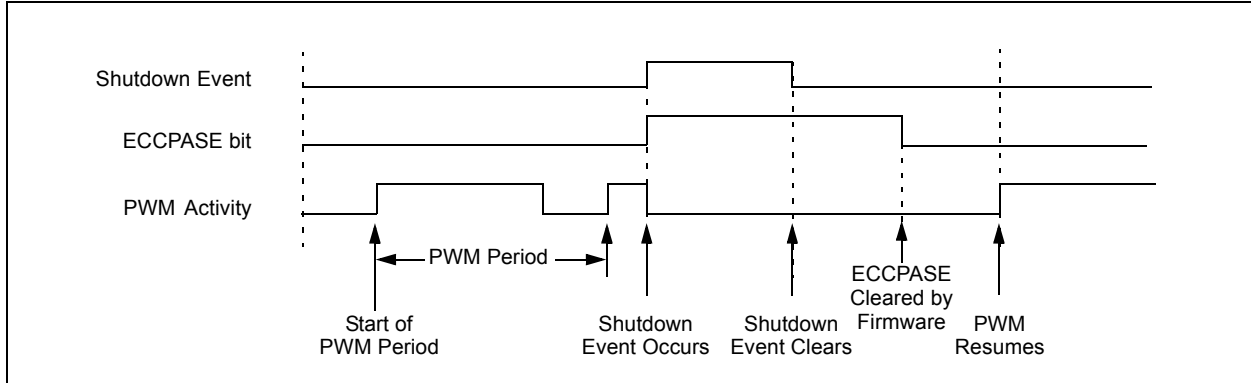 Shutdown Event
ECCPASE bit
PWM Activity
PWM Period
Start of
PWM Period
Shutdown
Event Occurs
Shutdown
Event Clears
ECCPASE
Cleared by
Firmware
PWM
Resumes